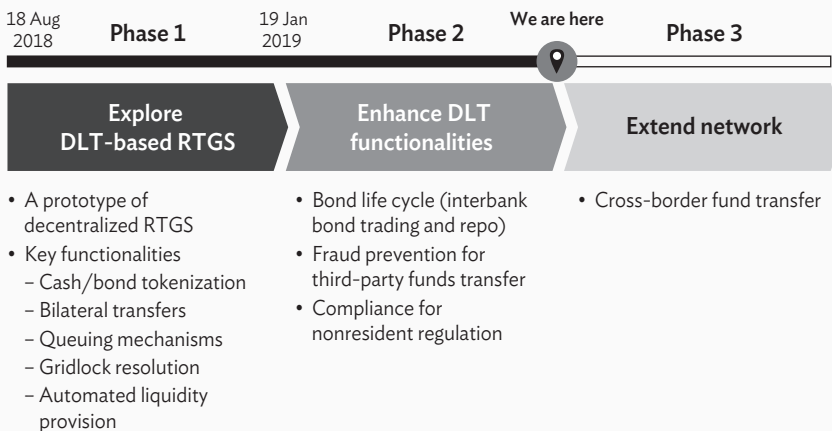 18 Aug
2018
Phase 1
19 Jan
2019
Phase 2
We are here
Phase 3
Explore
DLT-based RTGS
Enhance DLT
functionalities
Extend network
• A prototype of
decentralized RTGS
• Key functionalities
– Cash/bond tokenization
– Bilateral transfers
– Queuing mechanisms
– Gridlock resolution
– Automated liquidity
provision
• Bond life cycle (interbank
bond trading and repo)
• Fraud prevention for
third-party funds transfer
• Compliance for
nonresident regulation
• Cross-border fund transfer